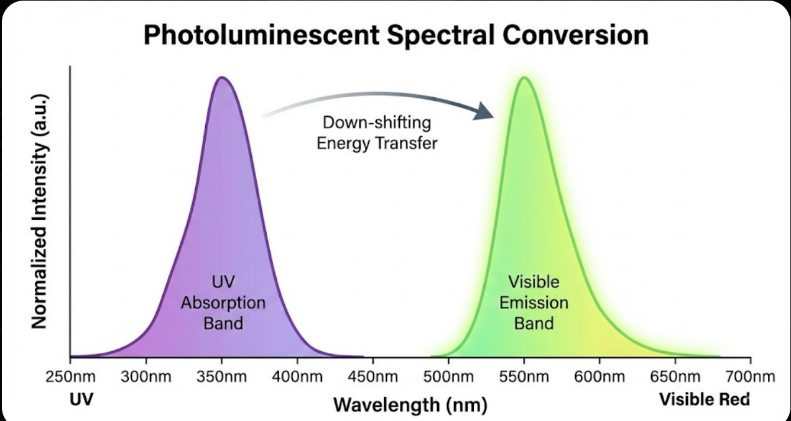 Photoluminescent Spectral Conversion
Normalized Intensity (a.u.)
Down-shifting
Energy Transfer
UV
Absorption
Band
Visible
Emission
Band
250nm 300nm 350nm 400nm 450nm 500nm 550nm 600nm 650nm 700nm
UV Visible Red
Wavelength (nm)